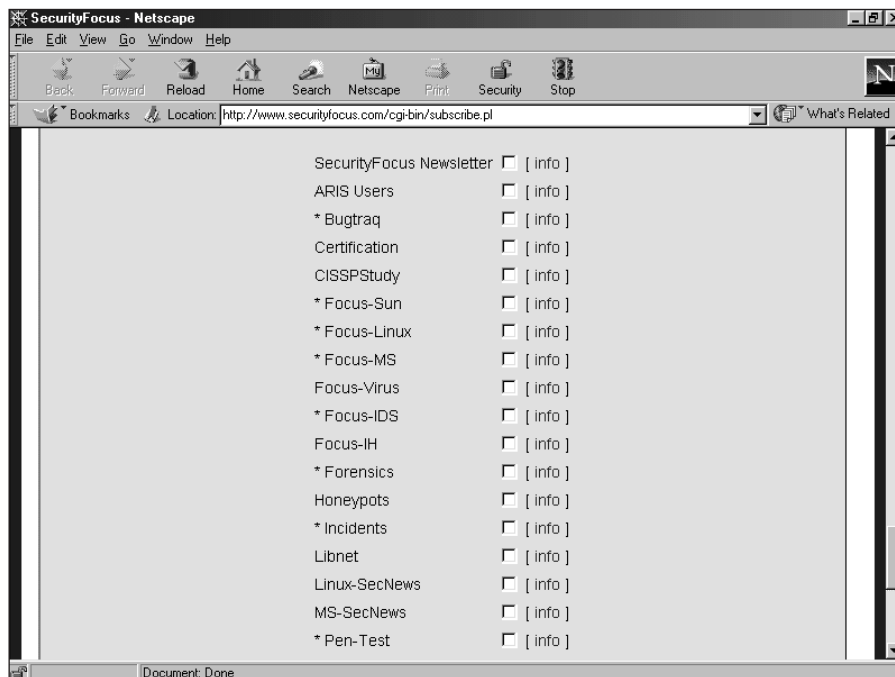 SecurityFocus - Netscape
File Edit View Go Window Help
My
N
Back Forward Reload Home Search Netscape Print Security Stop
Bookmarks Location: http://www.securityfocus.com/cgi-bin/subscribe.pl What's Related
SecurityFocus Newsletter [ info ]
ARIS Users [ info ]
* Bugtraq [ info ]
Certification [ info ]
CISSPStudy [ info ]
* Focus-Sun [ info ]
* Focus-Linux [ info ]
* Focus-MS [ info ]
Focus-Virus [ info ]
* Focus-IDS [ info ]
Focus-IH [ info ]
* Forensics [ info ]
Honeypots [ info ]
* Incidents [ info ]
Libnet [ info ]
Linux-SecNews [ info ]
MS-SecNews [ info ]
* Pen-Test [ info ]
Document: Done